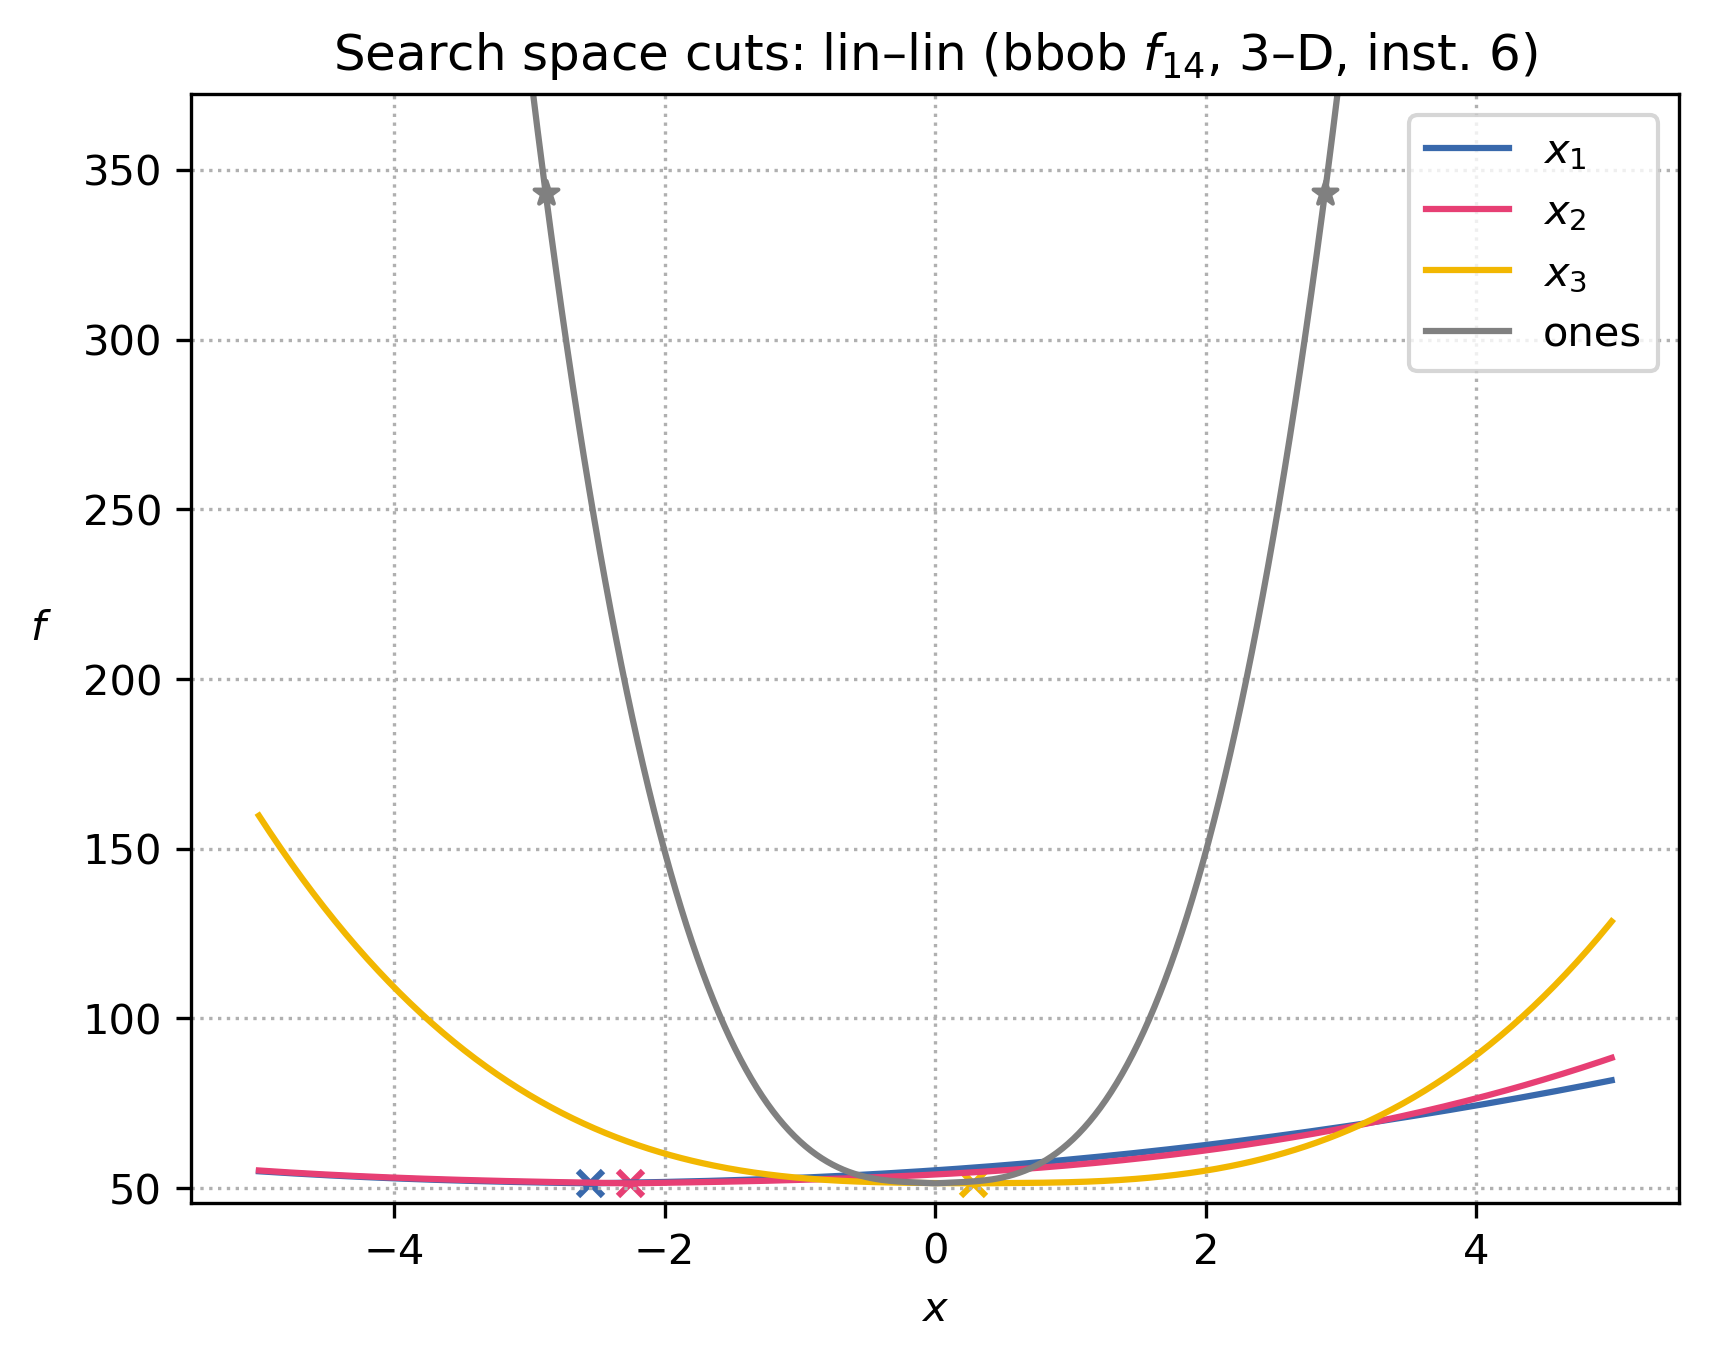 Search space cuts: lin–lin (bbob f₁₄, 3–D, inst. 6)
x₁
x₂
x₃
ones
350
300
250
200
150
100
50
f
−4
−2
0
2
4
x